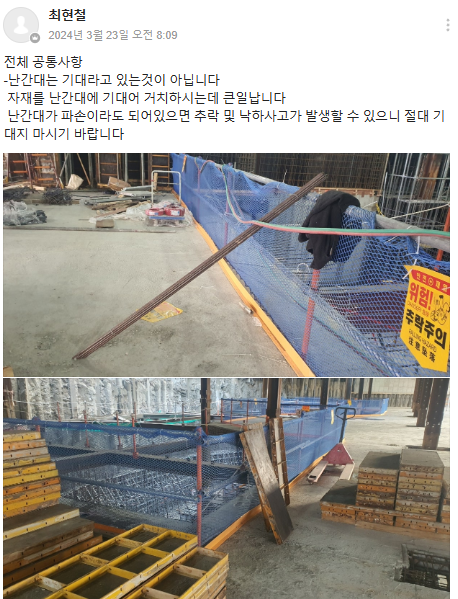 최현철
2024년 3월 23일 오전 8:09
전체 공통사항
-난간대는 기대라고 있는것이 아닙니다
자재를 난간대에 기대어 거치하시는데 큰일납니다
난간대가 파손이라도 되어있으면 추락 및 낙하사고가 발생할 수 있으니 절대 기
대지 마시기 바랍니다
위험!
추락주의